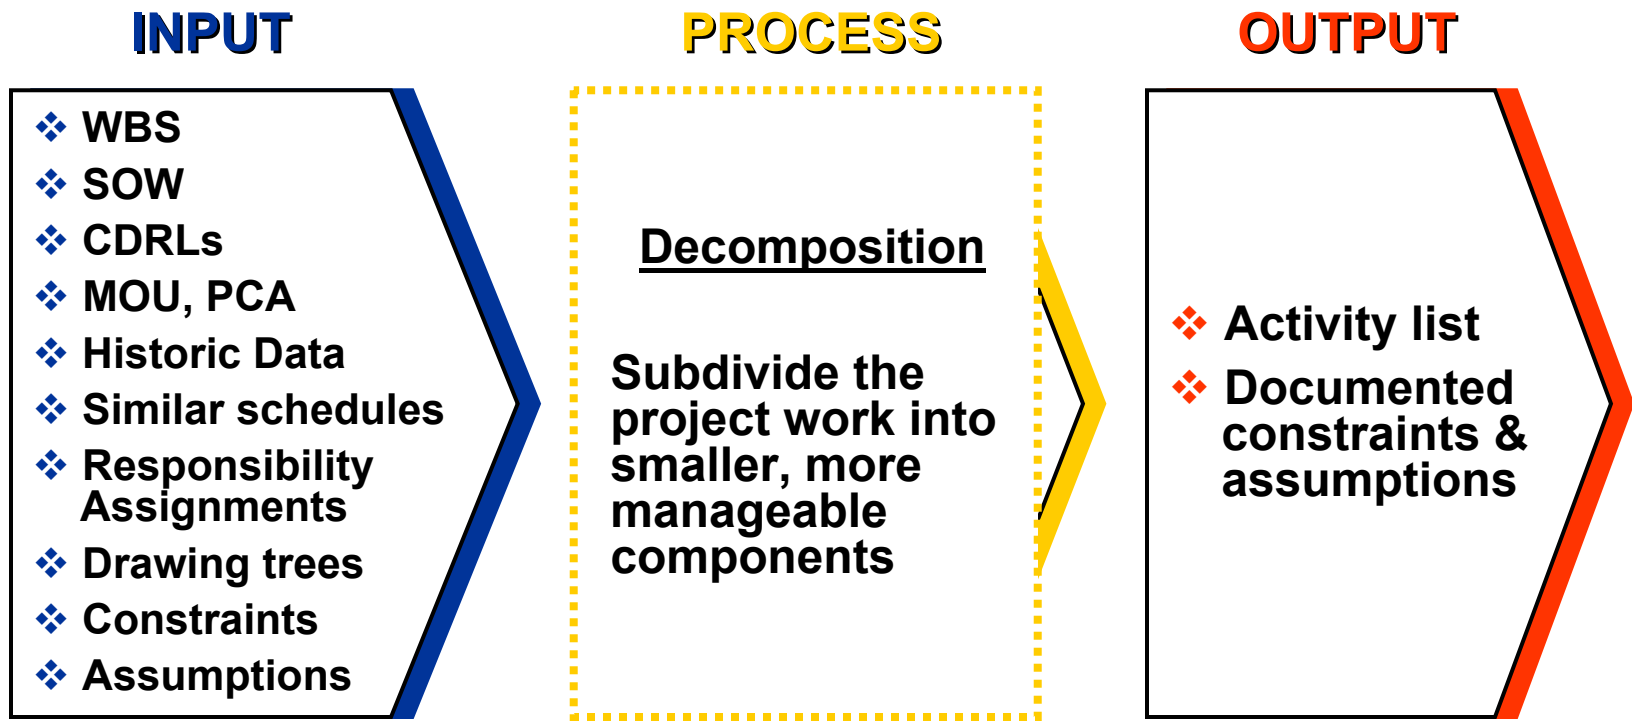 INPUT
WBS
SOW
CDRLs
MOU, PCA
Historic Data
Similar schedules
Responsibility
Assignments
Drawing trees
Constraints
Assumptions
PROCESS
Decomposition
Subdivide the
project work into
smaller, more
manageable
components
OUTPUT
Activity list
Documented
constraints &
assumptions